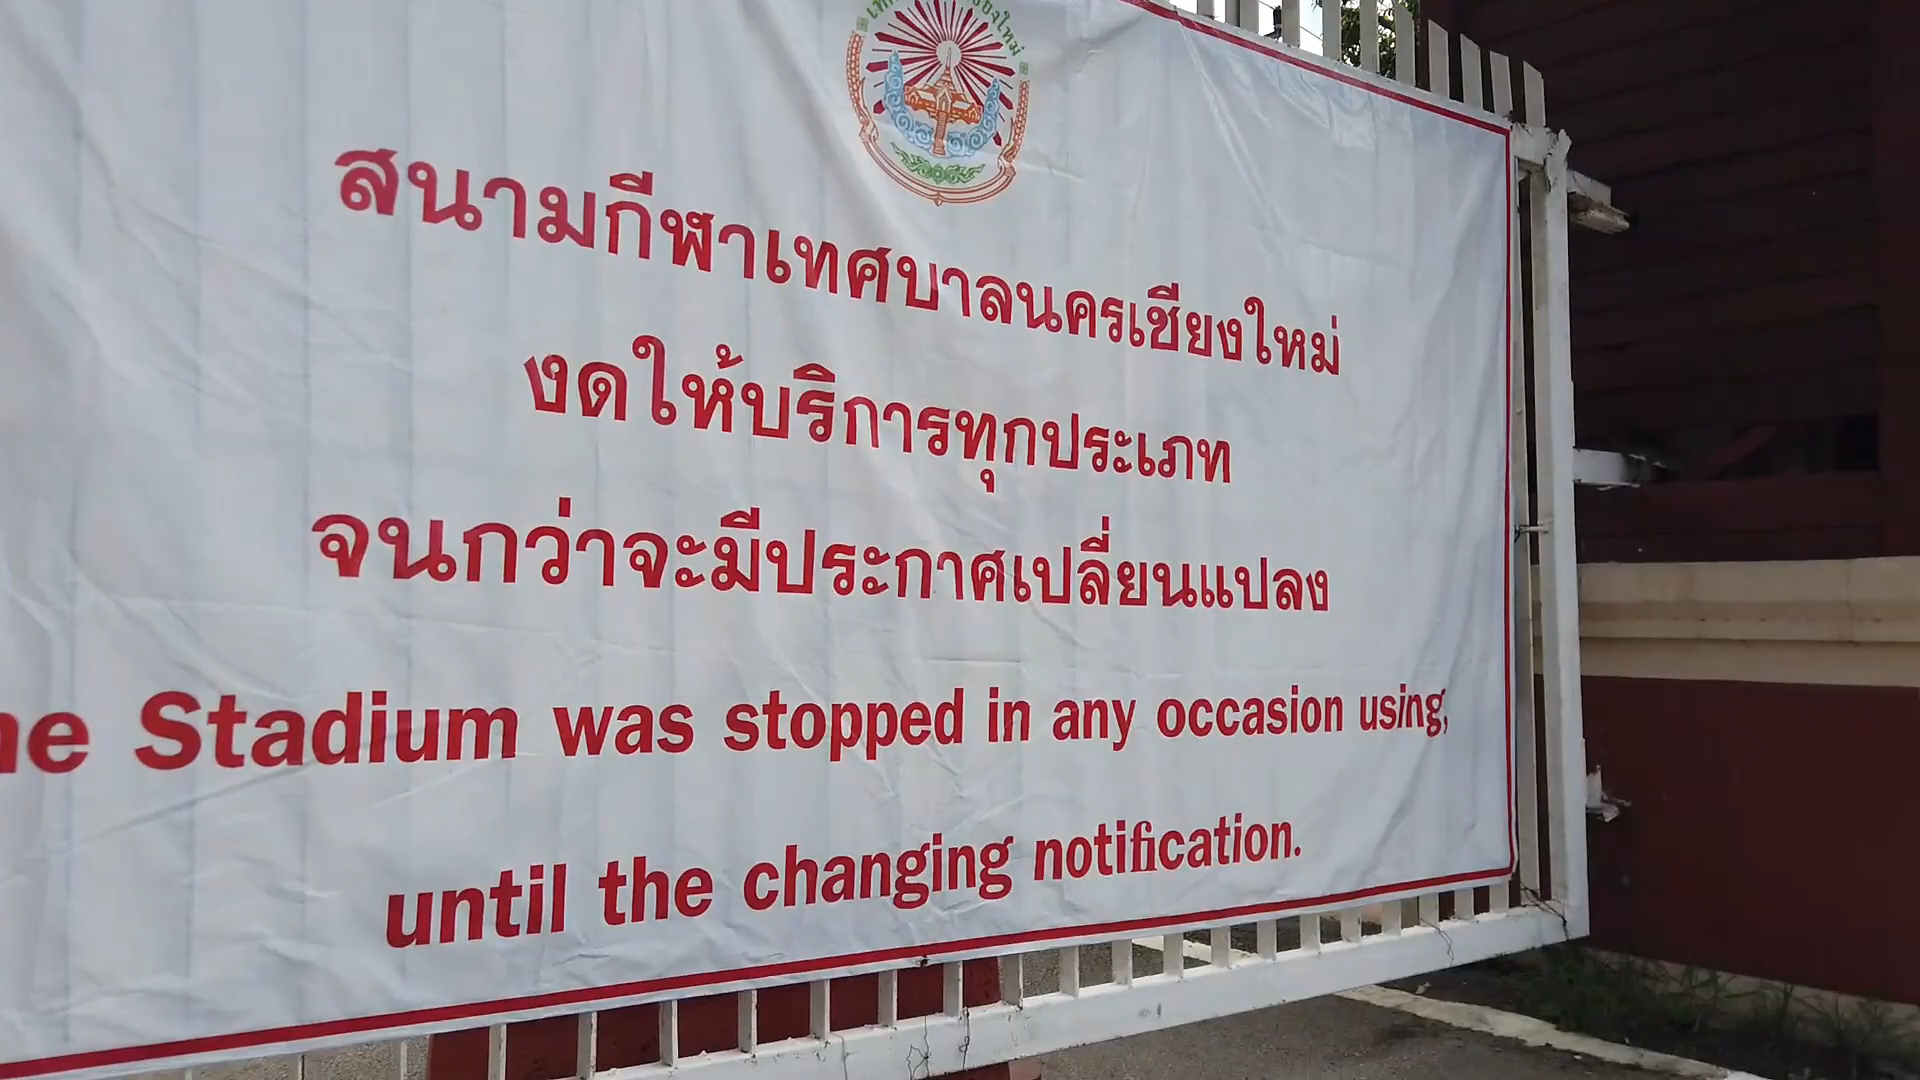 สนามกีฬาเทศบาลนครเชียงใหม่
งดให้บริการทุกประเภท
จนกว่าจะมีประกาศเปลี่ยนแปลง
Stadium was stopped in any occasion using,
until the changing notification.